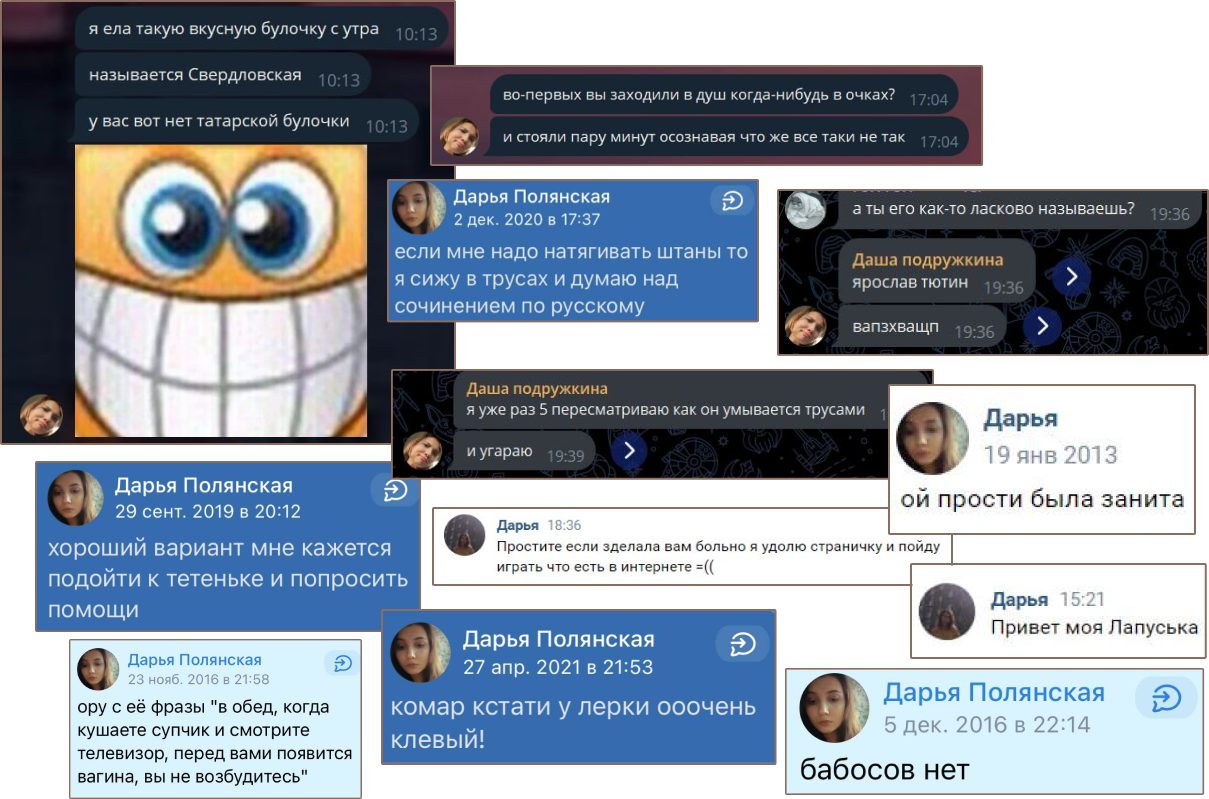 я ела такую вкусную булочку с утра 10:13
называется Свердловская 10:13
у вас вот нет татарской булочки 10:13
во-первых вы заходили в душ когда-нибудь в очках? 17:04
и стояли пару минут осознавая что же все таки не так 17:04
Дарья Полянская
2 дек. 2020 в 17:37
если мне надо натягивать штаны то
я сижу в трусах и думаю над
сочинением по русскому
а ты его как-то ласково называешь? 19:36
Даша подружкина
ярослав тютин 19:36
вапзхващп 19:36
Даша подружкина
я уже раз 5 пересматриваю как он умывается трусами
и угараю 19:39
Дарья
19 янв 2013
ой прости была занита
Дарья Полянская
29 сент. 2019 в 20:12
хороший вариант мне кажется
подойти к тетеньке и попросить
помощи
Дарья 18:36
Простите если зделала вам больно я удолю страничку и пойду
играть что есть в интернете =((
Дарья 15:21
Привет моя Лапуська
Дарья Полянская
23 нояб. 2016 в 21:58
ору с её фразы "в обед, когда
кушаете супчик и смотрите
телевизор, перед вами появится
вагина, вы не возбудитесь"
Дарья Полянская
27 апр. 2021 в 21:53
комар кстати у лерки ооочень
клевый!
Дарья Полянская
5 дек. 2016 в 22:14
бабосов нет